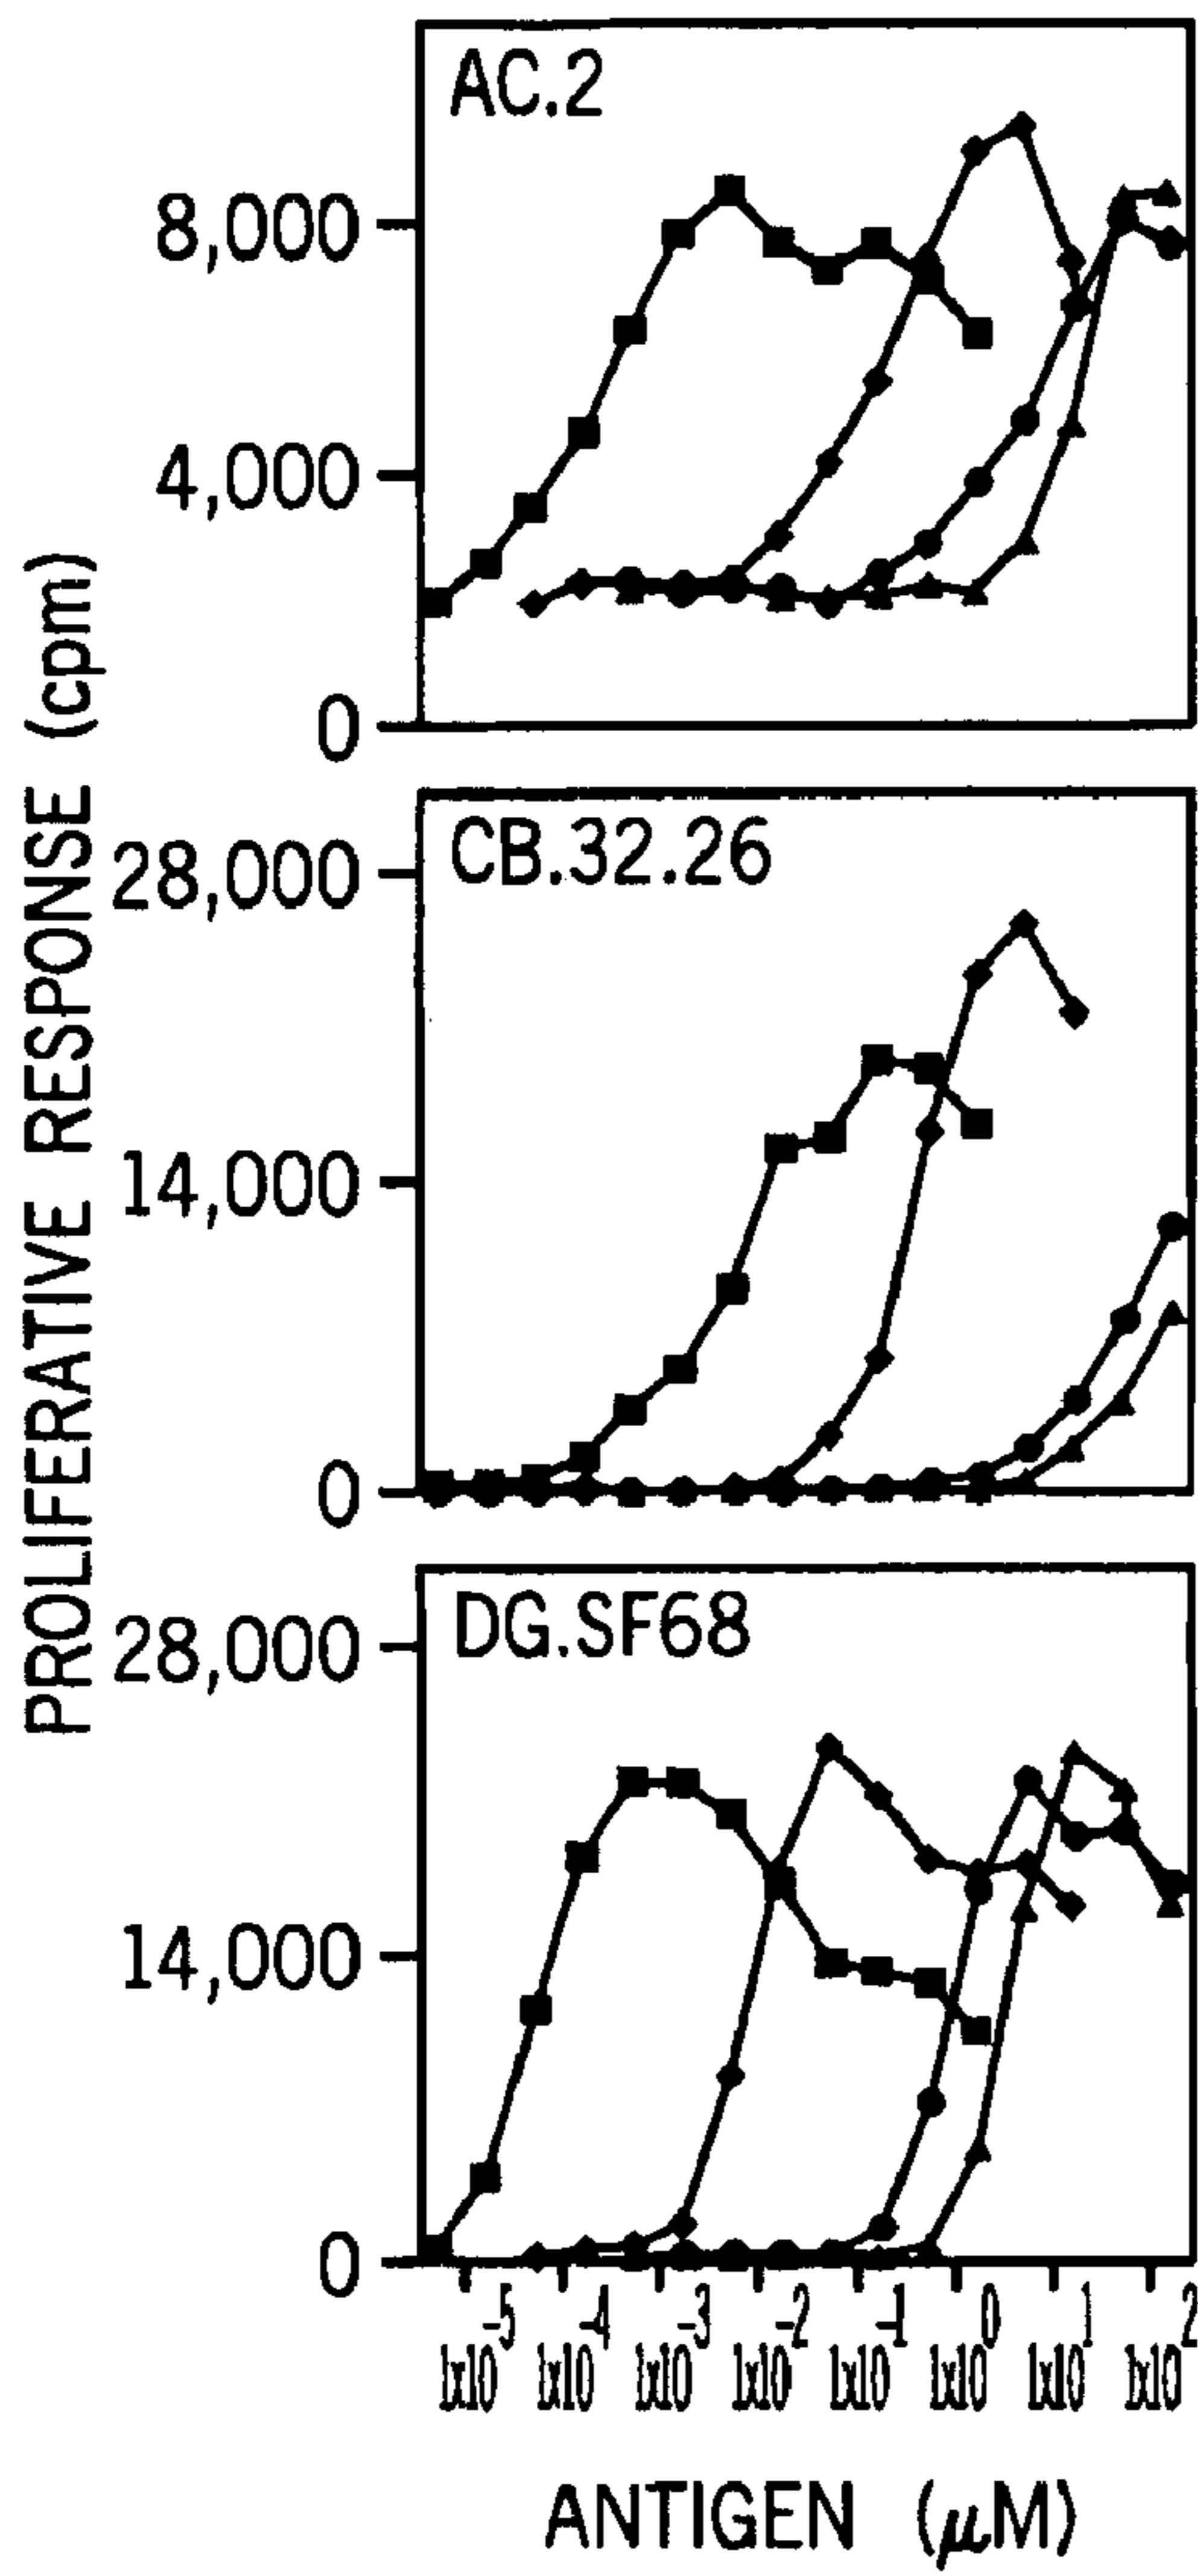 PROLIFERATIVE RESPONSE (cpm)
AC.2
8,000
4,000
0
CB.32.26
28,000
14,000
0
DG.SF68
28,000
14,000
0
1x10⁻⁵ 1x10⁻⁴ 1x10⁻³ 1x10⁻² 1x10⁻¹ 1x10⁰ 1x10¹ 1x10²
ANTIGEN (μM)